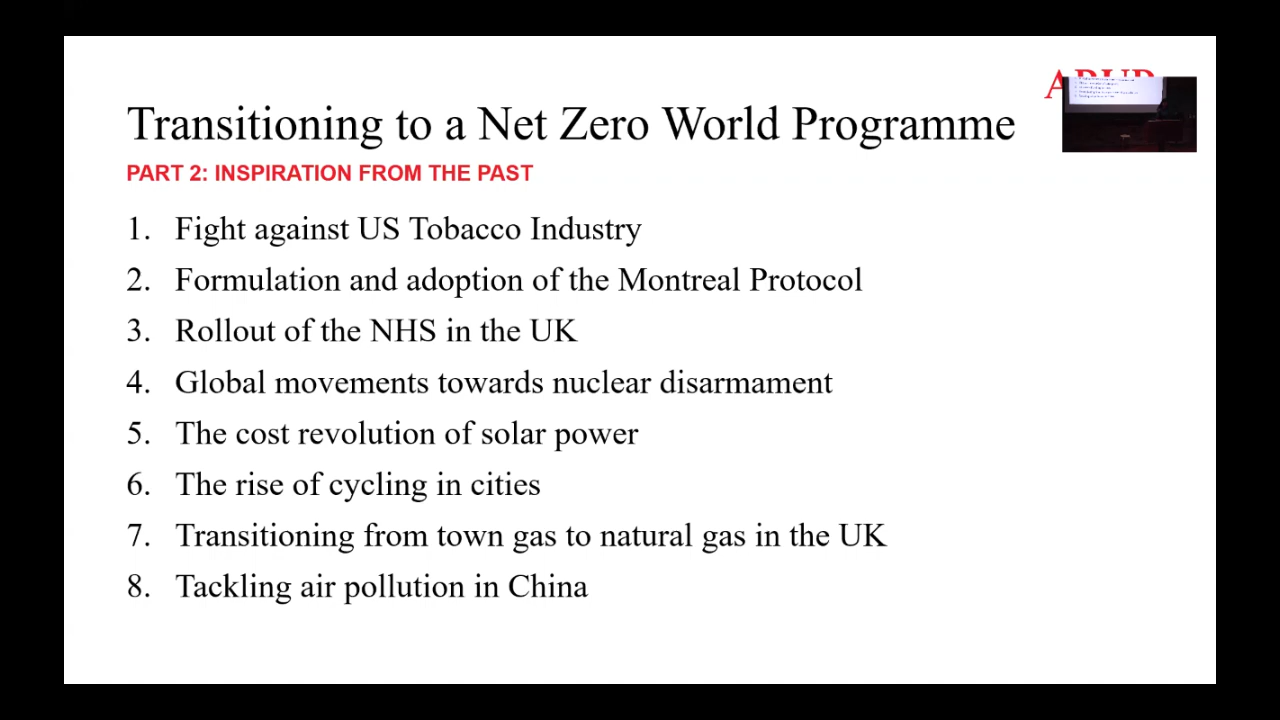 Transitioning to a Net Zero World Programme
PART 2: INSPIRATION FROM THE PAST
1. Fight against US Tobacco Industry
2. Formulation and adoption of the Montreal Protocol
3. Rollout of the NHS in the UK
4. Global movements towards nuclear disarmament
5. The cost revolution of solar power
6. The rise of cycling in cities
7. Transitioning from town gas to natural gas in the UK
8. Tackling air pollution in China